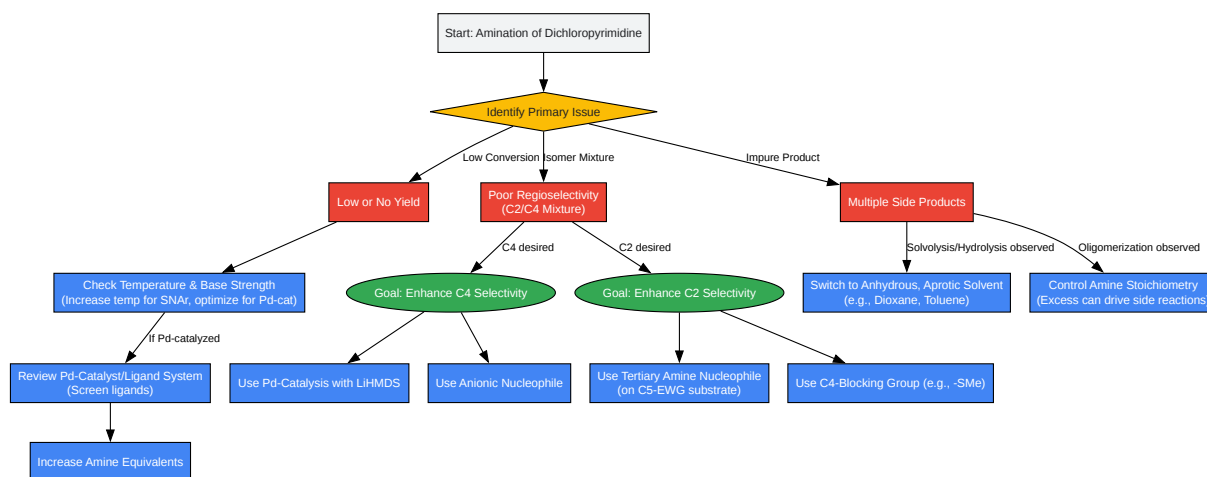 Start: Amination of Dichloropyrimidine
Identify Primary Issue
Low Conversion
Isomer Mixture
Impure Product
Low or No Yield
Poor Regioselectivity
(C2/C4 Mixture)
Multiple Side Products
C4 desired
C2 desired
Solvolysis/Hydrolysis observed
Oligomerization observed
Check Temperature & Base Strength
(Increase temp for SNAr, optimize for Pd-cat)
Goal: Enhance C4 Selectivity
Goal: Enhance C2 Selectivity
Switch to Anhydrous, Aprotic Solvent
(e.g., Dioxane, Toluene)
Control Amine Stoichiometry
(Excess can drive side reactions
If Pd-catalyzed
Review Pd-Catalyst/Ligand System
(Screen ligands)
Use Pd-Catalysis with LiHMDS
Use Anionic Nucleophile
Use Tertiary Amine Nucleophile
(on C5-EWG substrate)
Use C4-Blocking Group (e.g., -SMe)
Increase Amine Equivalents